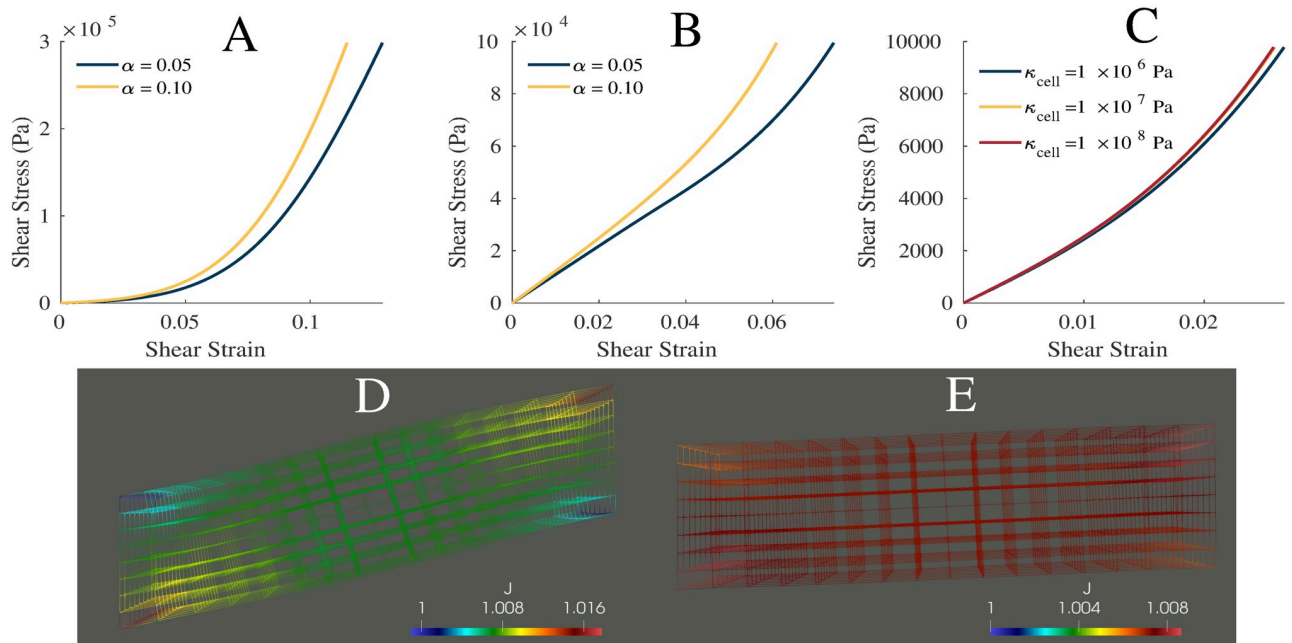 A
× 10 5
3
2
1
0
Shear Stress (Pa)
α = 0.05
α = 0.10
0
0.05
0.1
Shear Strain
B
× 10 4
10
8
6
4
2
0
Shear Stress (Pa)
α = 0.05
α = 0.10
0
0.02
0.04
0.06
Shear Strain
C
10000
8000
6000
4000
2000
0
Shear Stress (Pa)
κcell =1 ×10 6 Pa
κcell =1 ×10 7 Pa
κcell =1 ×10 8 Pa
0
0.01
0.02
Shear Strain
D
J
1 1.008 1.016
E
J
1 1.004 1.008